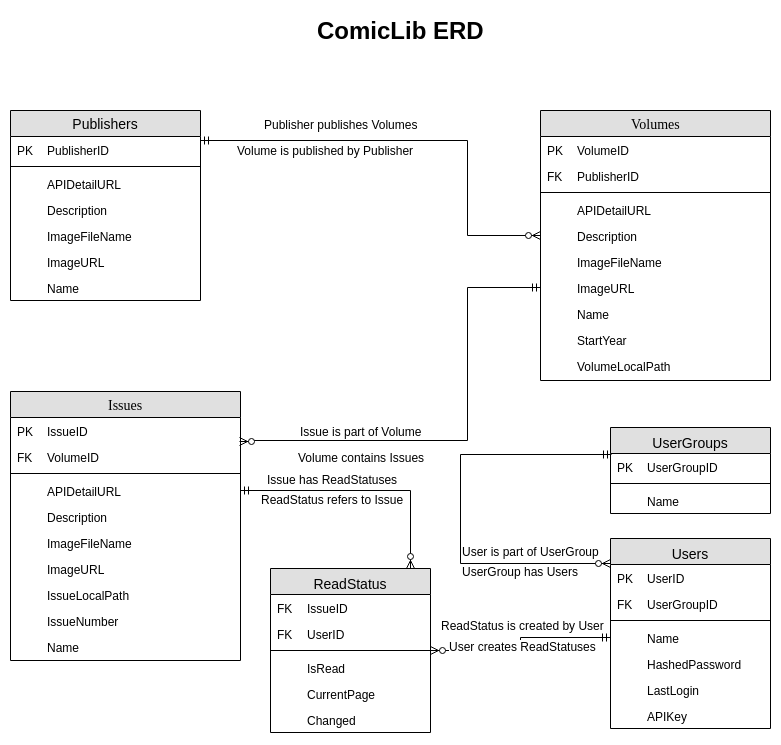 ComicLib ERD
Publishers
PK PublisherID
APIDetailURL
Description
ImageFileName
ImageURL
Name
Publisher publishes Volumes
Volume is published by Publisher
Volumes
PK VolumeID
FK PublisherID
APIDetailURL
Description
ImageFileName
ImageURL
Name
StartYear
VolumeLocalPath
Issues
PK IssueID
FK VolumeID
APIDetailURL
Description
ImageFileName
ImageURL
IssueLocalPath
IssueNumber
Name
Issue is part of Volume
Volume contains Issues
Issue has ReadStatuses
ReadStatus refers to Issue
UserGroups
PK UserGroupID
Name
User is part of UserGroup
UserGroup has Users
Users
PK UserID
FK UserGroupID
Name
HashedPassword
LastLogin
APIKey
ReadStatus
FK IssueID
FK UserID
IsRead
CurrentPage
Changed
ReadStatus is created by User
User creates ReadStatuses